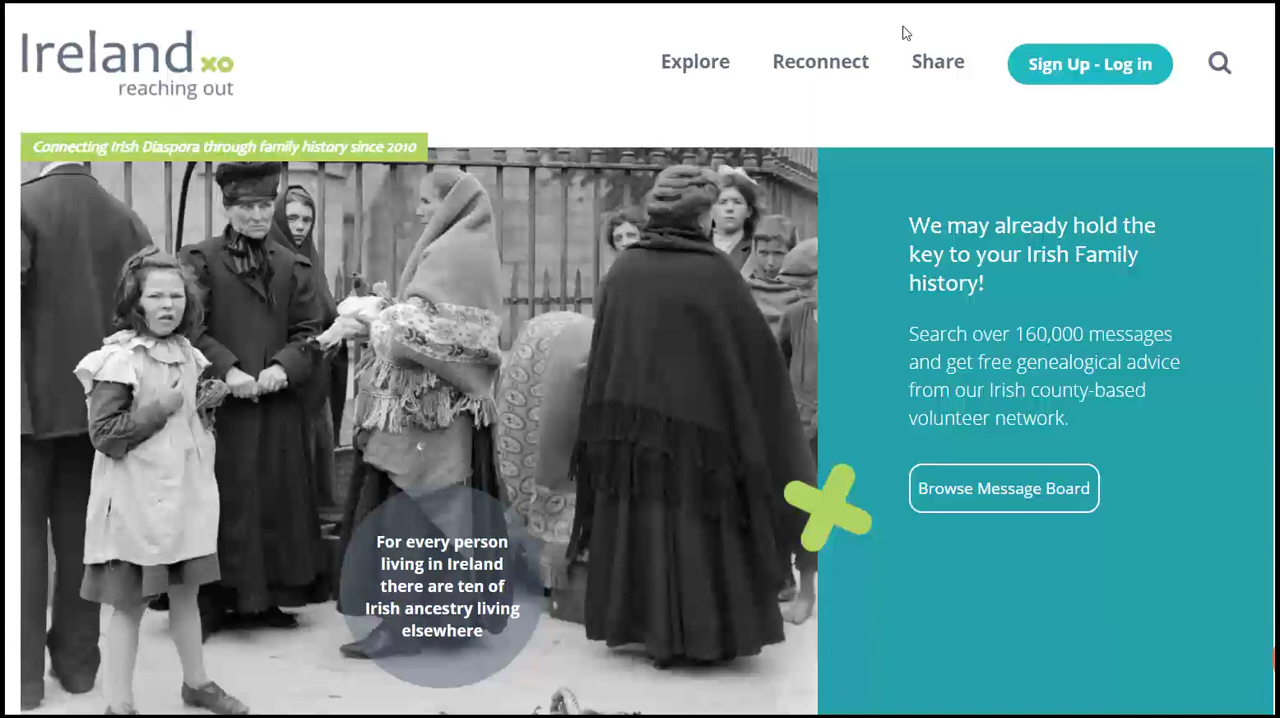 Ireland xo
reaching out
Explore
Reconnect
Share
Sign Up - Log in
Connecting Irish Diaspora through family history since 2010
We may already hold the
key to your Irish Family
history!
Search over 160,000 messages
and get free genealogical advice
from our Irish county-based
volunteer network.
Browse Message Board
For every person
living in Ireland
there are ten of
Irish ancestry living
elsewhere